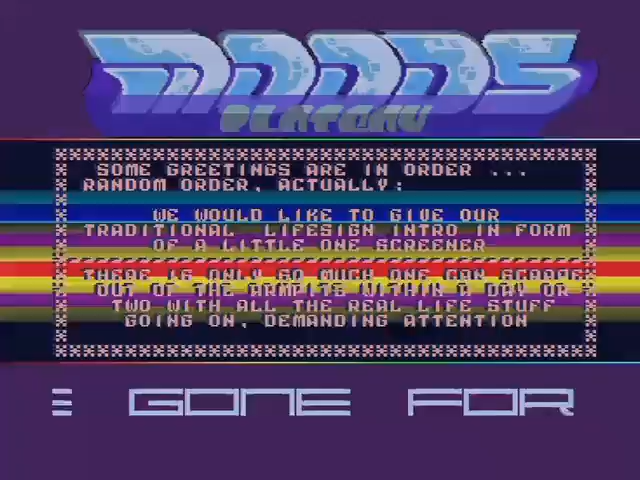 MOODS
PLATEAU
SOME GREETINGS ARE IN ORDER ...
RANDOM ORDER, ACTUALLY:
WE WOULD LIKE TO GIVE OUR
TRADITIONAL LIFESIGN INTRO IN FORM
OF A LITTLE ONE SCREENER
THERE IS ONLY SO MUCH ONE CAN SCRAPE
OUT OF THE ARMPITS WITHIN A DAY OR
TWO WITH ALL THE REAL LIFE STUFF
GOING ON, DEMANDING ATTENTION
GONE FOR